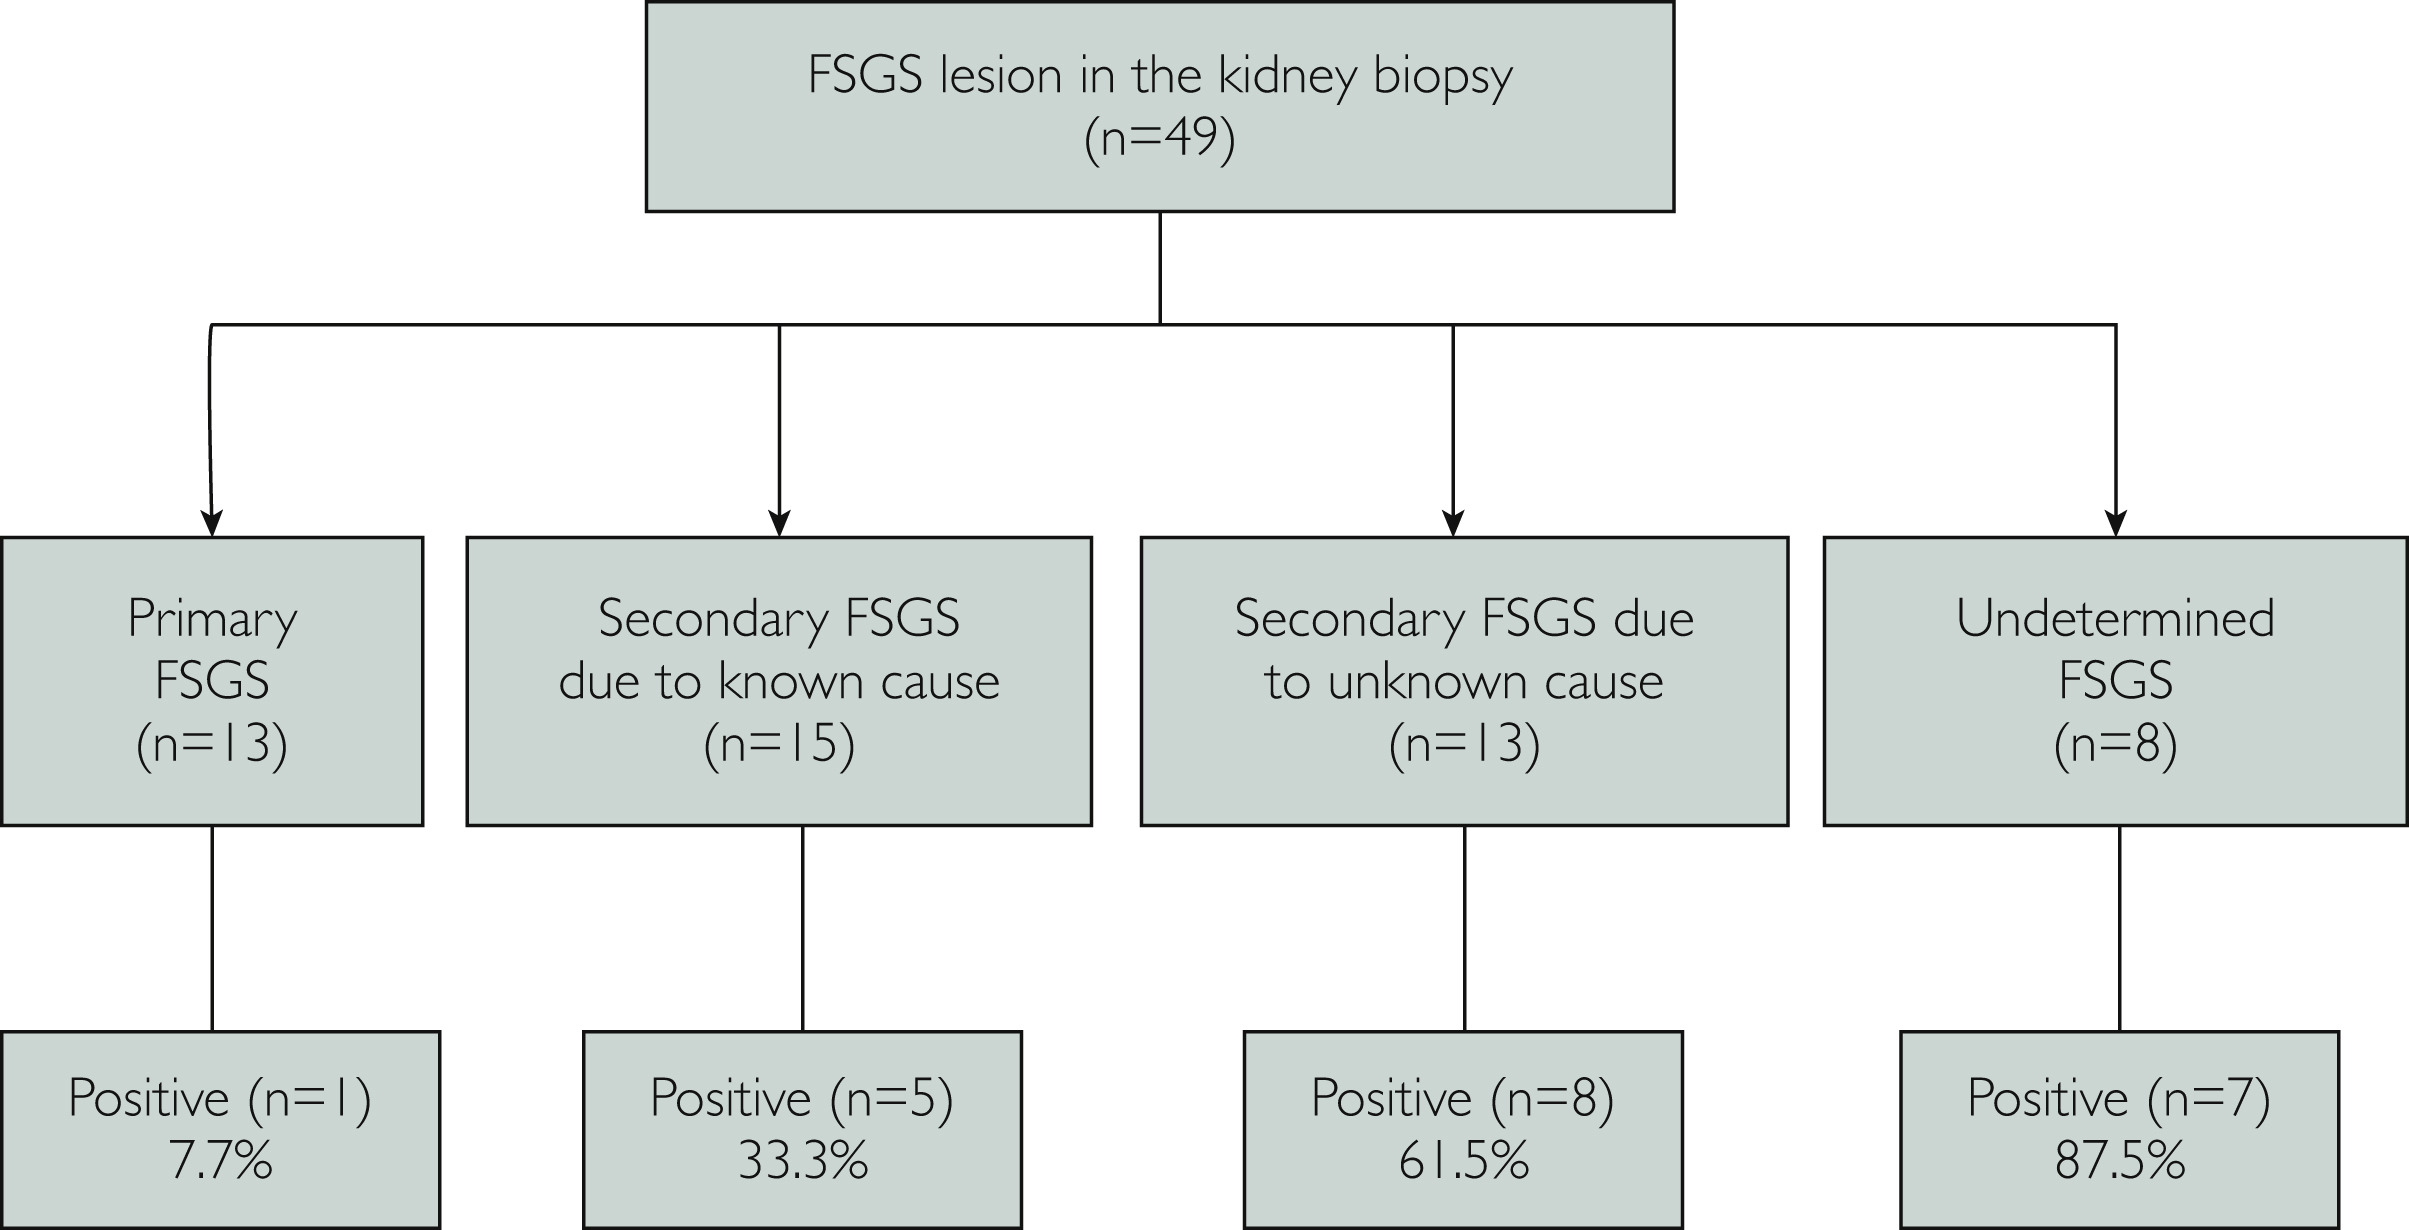 FSGS lesion in the kidney biopsy
(n=49)
Primary
FSGS
(n=13)
Secondary FSGS
due to known cause
(n=15)
Secondary FSGS due
to unknown cause
(n=13)
Undetermined
FSGS
(n=8)
Positive (n=1)
7.7%
Positive (n=5)
33.3%
Positive (n=8)
61.5%
Positive (n=7)
87.5%